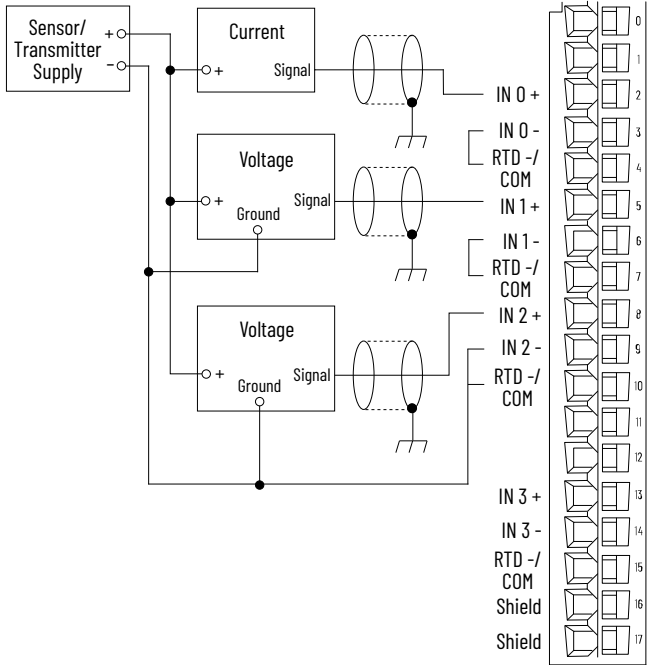 Sensor/
Transmitter
Supply
+
-
Current
+
Signal
Voltage
+
Signal
Ground
Voltage
+
Signal
Ground
IN 0 +
IN 0 -
RTD -/
COM
IN 1 +
IN 1 -
RTD -/
COM
IN 2 +
IN 2 -
RTD -/
COM
IN 3 +
IN 3 -
RTD -/
COM
Shield
Shield
0
1
2
3
4
5
6
7
8
9
10
11
12
13
14
15
16
17